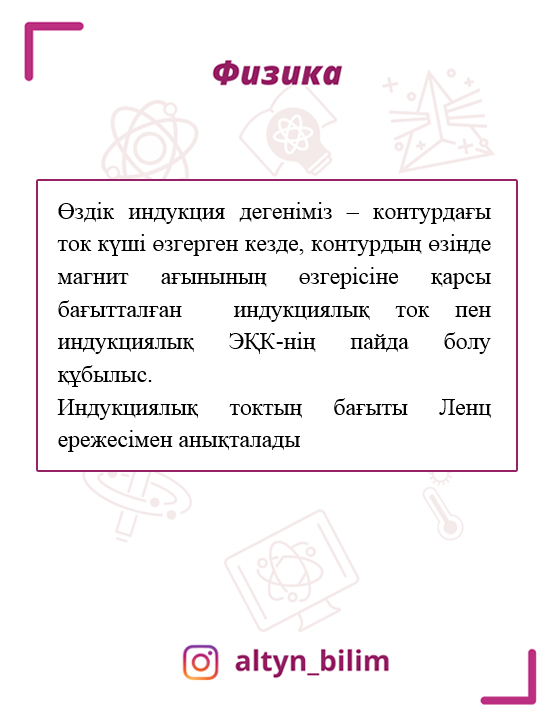 Физика
Өздік индукция дегеніміз – контурдағы
ток күші өзгерген кезде, контурдың өзінде
магнит ағынының өзгерісіне қарсы
бағытталған индукциялық ток пен
индукциялық ЭҚК-нің пайда болу
құбылыс.
Индукциялық токтың бағыты Ленц
ережесімен анықталады
altyn_bilim